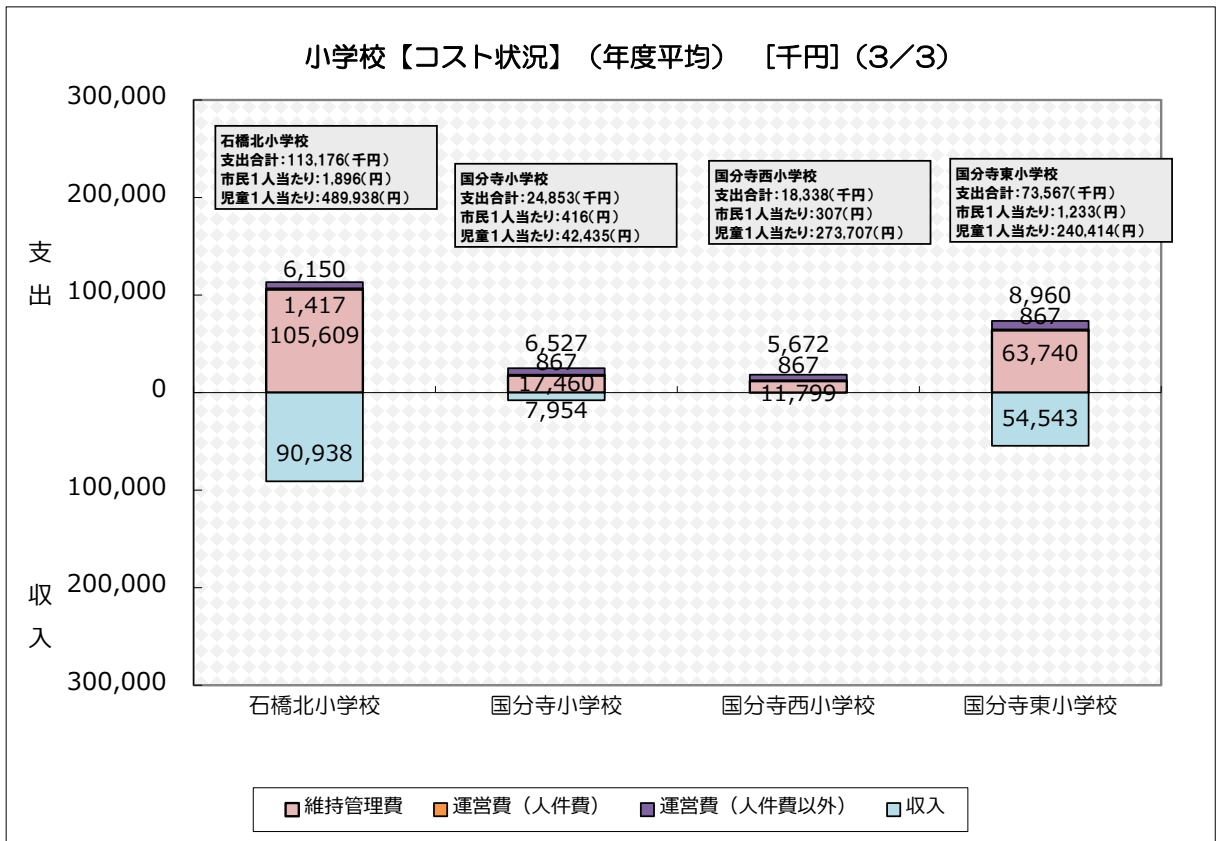 小学校【コスト状況】（年度平均）　[千円]（３／３）
300,000
200,000
100,000
0
100,000
200,000
300,000
支出
収入
石橋北小学校
支出合計：113,176(千円)
市民1人当たり：1,896(円)
児童1人当たり：489,938(円)
国分寺小学校
支出合計：24,853(千円)
市民1人当たり：416(円)
児童1人当たり：42,435(円)
国分寺西小学校
支出合計：18,338(千円)
市民1人当たり：307(円)
児童1人当たり：273,707(円)
国分寺東小学校
支出合計：73,567(千円)
市民1人当たり：1,233(円)
児童1人当たり：240,414(円)
6,150
1,417
105,609
90,938
6,527
867
17,460
7,954
5,672
867
11,799
8,960
867
63,740
54,543
石橋北小学校
国分寺小学校
国分寺西小学校
国分寺東小学校
維持管理費
運営費（人件費）
運営費（人件費以外）
収入